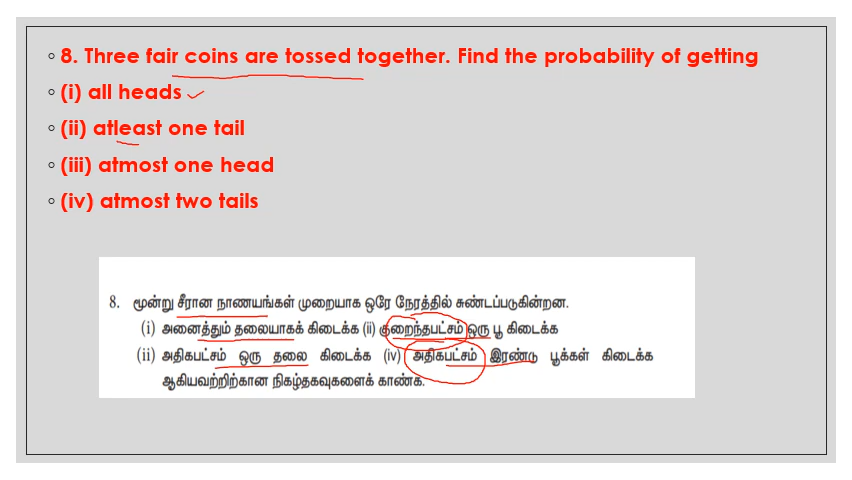 8. Three fair coins are tossed together. Find the probability of getting
(i) all heads
(ii) atleast one tail
(iii) atmost one head
(iv) atmost two tails
8. மூன்று சீரான நாணயங்கள் முறையாக ஒரே நேரத்தில் சுண்டப்படுகின்றன.
(i) அனைத்தும் தலையாகக் கிடைக்க (ii) குறைந்தபட்சம் ஒரு பூ கிடைக்க
(ii) அதிகபட்சம் ஒரு தலை கிடைக்க (iv) அதிகபட்சம் இரண்டு பூக்கள் கிடைக்க
ஆகியவற்றிற்கான நிகழ்தகவுகளைக் காண்க.